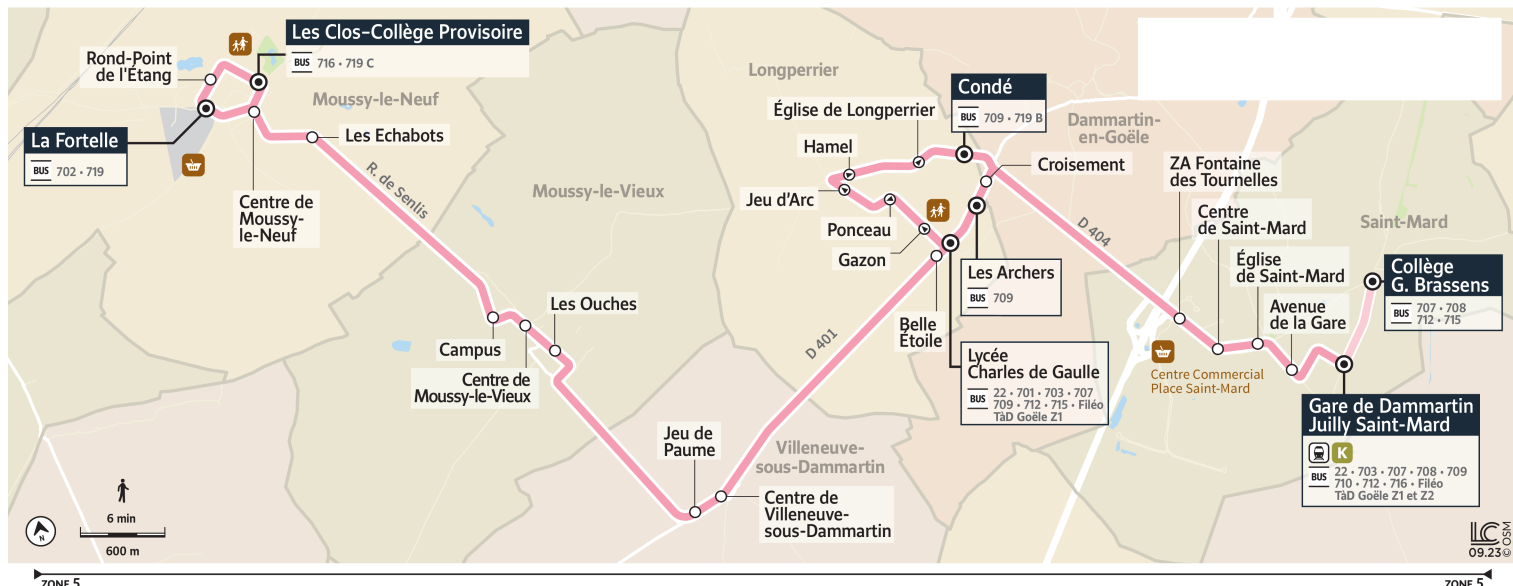 Les Clos–Collège Provisoire
BUS 716 • 719 C
Rond-Point
de l'Étang
Moussy-le-Neuf
La Fortelle
BUS 702 • 719
Les Echabots
Centre de
Moussy-
le-Neuf
R. de Senlis
Moussy-le-Vieux
Les Ouches
Campus
Centre de
Moussy-le-Vieux
Longperrier
Église de Longperrier
Hamel
Jeu d'Arc
Ponceau
Gazon
Condé
BUS 709 • 719 B
Dammartin-
en-Goële
Croisement
Les Archers
BUS 709
Belle
Étoile
D 401
Lycée
Charles de Gaulle
BUS 22 • 701 • 703 • 707
709 • 712 • 715 • Filéo
TàD Goële Z1
Jeu de
Paume
Villeneuve-
sous-Dammartin
Centre de
Villeneuve-
sous-Dammartin
D 404
ZA Fontaine
des Tournelles
Centre
de Saint-Mard
Église
de Saint-Mard
Avenue
de la Gare
Saint-Mard
Collège
G. Brassens
BUS 707 • 708
712 • 715
Centre Commercial
Place Saint-Mard
Gare de Dammartin
Juilly Saint-Mard
K
BUS 22 • 703 • 707 • 708 • 709
710 • 712 • 716 • Filéo
TàD Goële Z1 et Z2
6 min
600 m
N
LC
09.23 © OSM
ZONE 5
ZONE 5